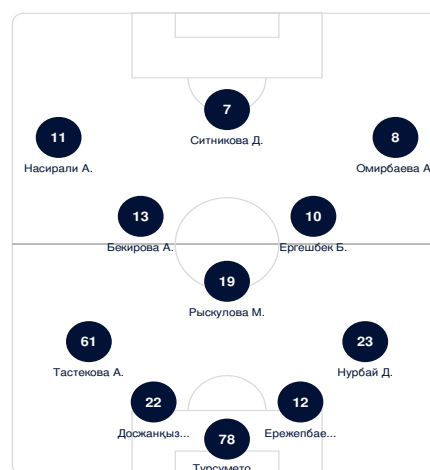 7
Ситникова Д.
11
Насирали А.
8
Омирбаева А
13
Бекирова А.
10
Ергешбек Б.
19
Рыскулова М.
61
Тастекова А.
23
Нурбай Д.
22
Досжанқыз...
12
Ережепбае...
78
Турсумето